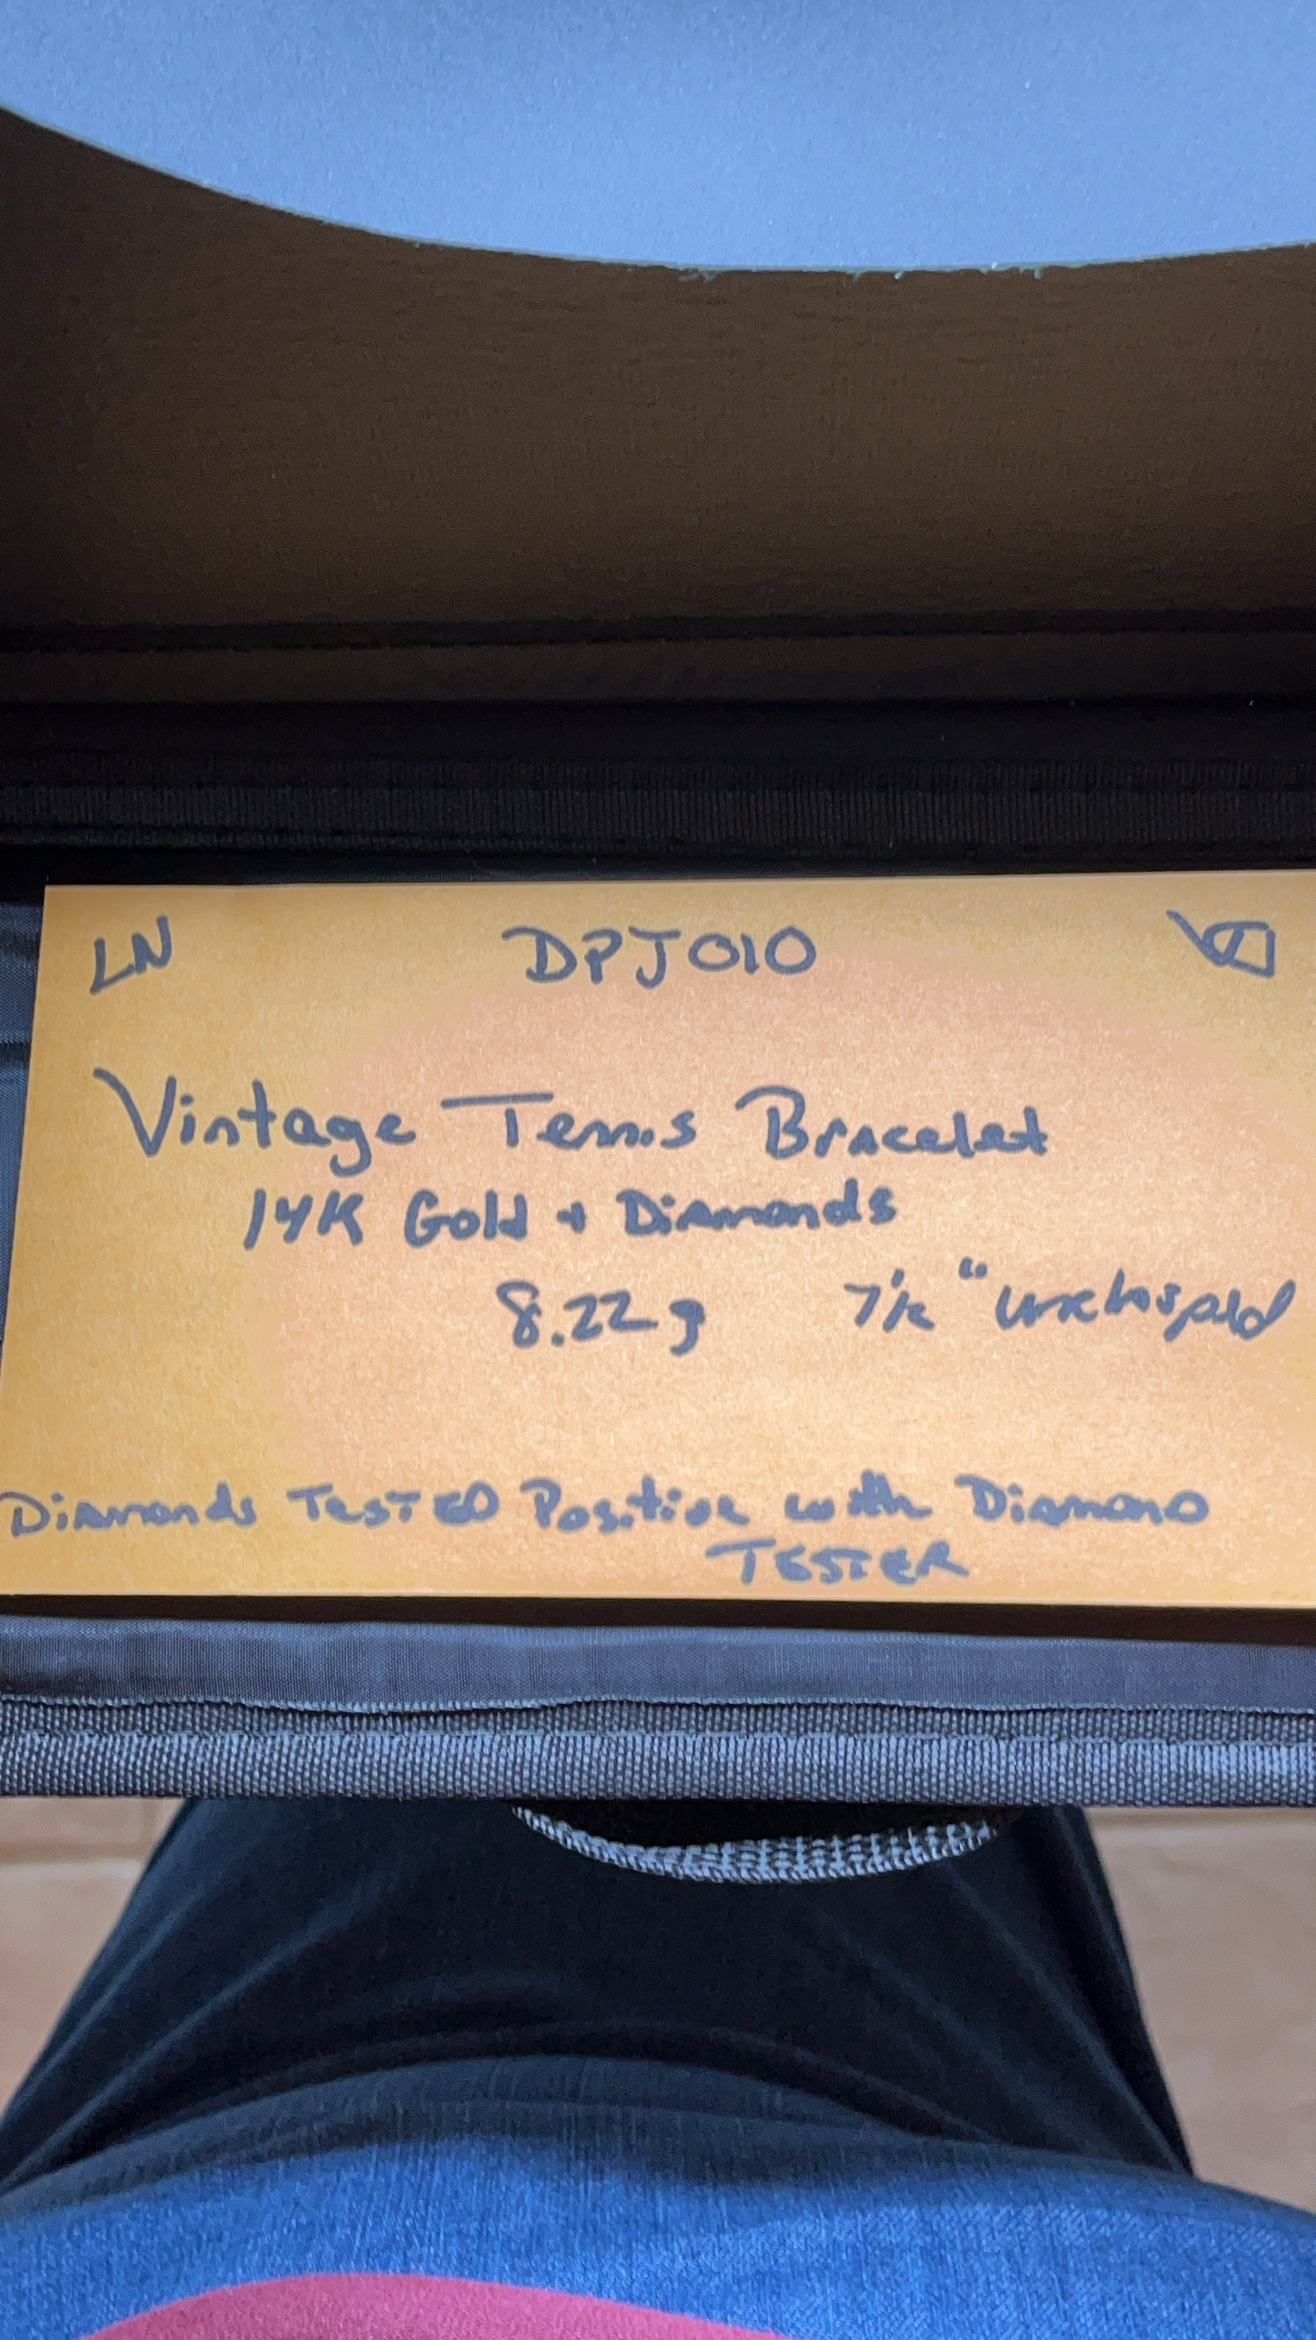 LN DPJ010
Vintage Tennis Bracelet
14K Gold + Diamonds
8.22g 7½" unclasped
Diamonds TESTED Positive with Diamond
TESTER